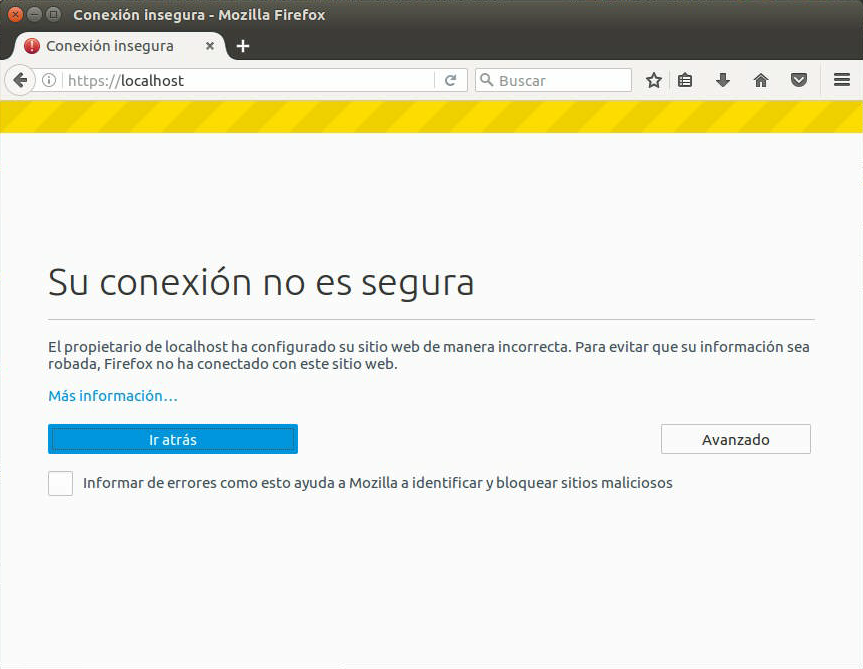 Conexión insegura - Mozilla Firefox
Conexión insegura
https://localhost
Buscar
Su conexión no es segura
El propietario de localhost ha configurado su sitio web de manera incorrecta. Para evitar que su información sea
robada, Firefox no ha conectado con este sitio web.
Más información...
Ir atrás
Avanzado
Informar de errores como esto ayuda a Mozilla a identificar y bloquear sitios maliciosos